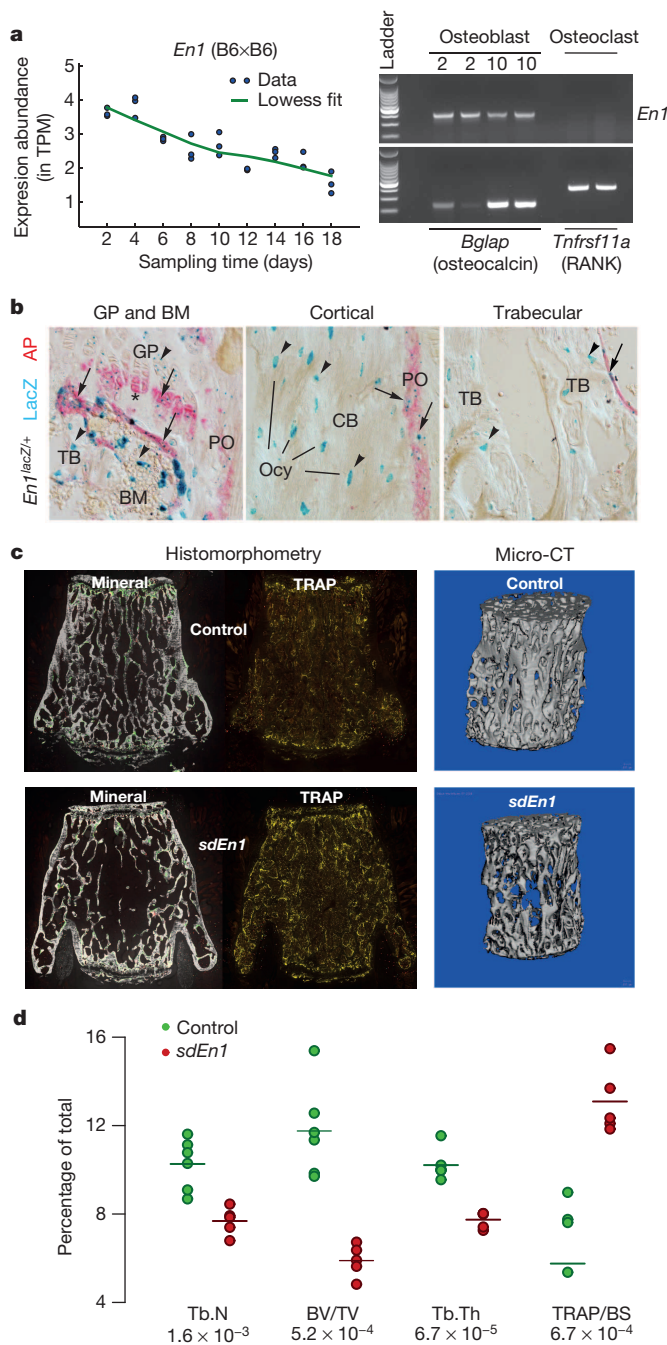 a
En1 (B6×B6)
Data
Lowess fit
Expresion abundance
(in TPM)
5
4
3
2
1
2 4 6 8 10 12 14 16 18
Sampling time (days)
Ladder
Osteoblast
Osteoclast
2 2 10 10
En1
Bglap
(osteocalcin)
Tnfrsf11a
(RANK)
b
GP and BM
Cortical
Trabecular
En1lacZ/+ LacZ AP
GP
*
TB
BM
PO
PO
CB
Ocy
TB
TB
c
Histomorphometry
Micro-CT
Mineral
TRAP
Control
Control
Mineral
TRAP
sdEn1
sdEn1
d
Control
sdEn1
Percentage of total
16
12
8
4
Tb.N
BV/TV
Tb.Th
TRAP/BS
1.6 × 10⁻³
5.2 × 10⁻⁴
6.7 × 10⁻⁵
6.7 × 10⁻⁴